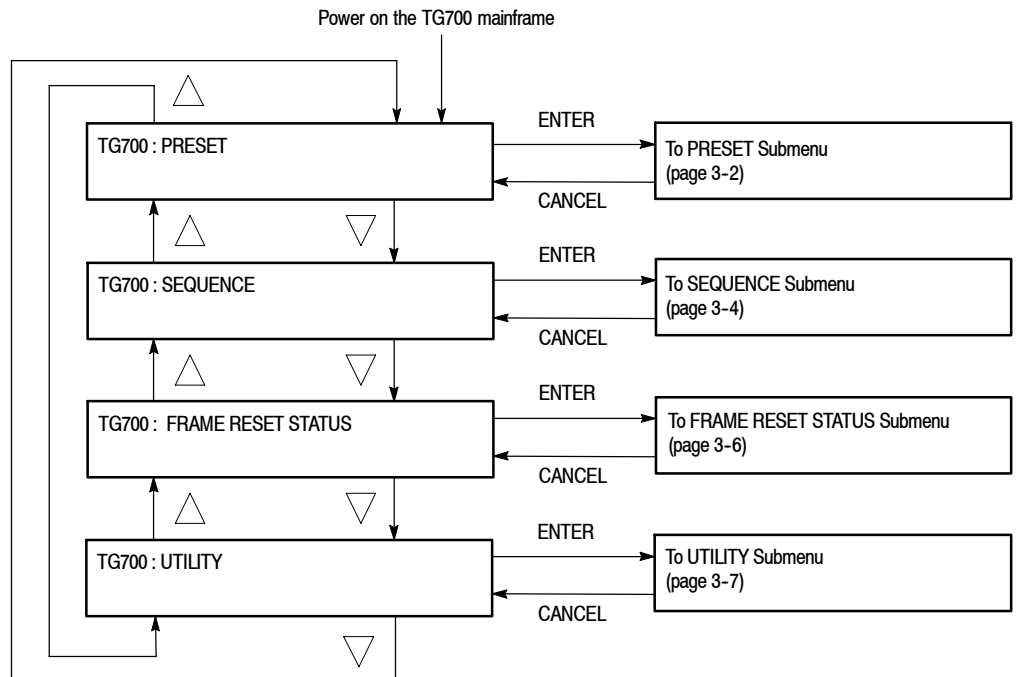 Power on the TG700 mainframe
TG700 : PRESET
ENTER
CANCEL
To PRESET Submenu
(page 3-2)
TG700 : SEQUENCE
ENTER
CANCEL
To SEQUENCE Submenu
(page 3-4)
TG700 : FRAME RESET STATUS
ENTER
CANCEL
To FRAME RESET STATUS Submenu
(page 3-6)
TG700 : UTILITY
ENTER
CANCEL
To UTILITY Submenu
(page 3-7)